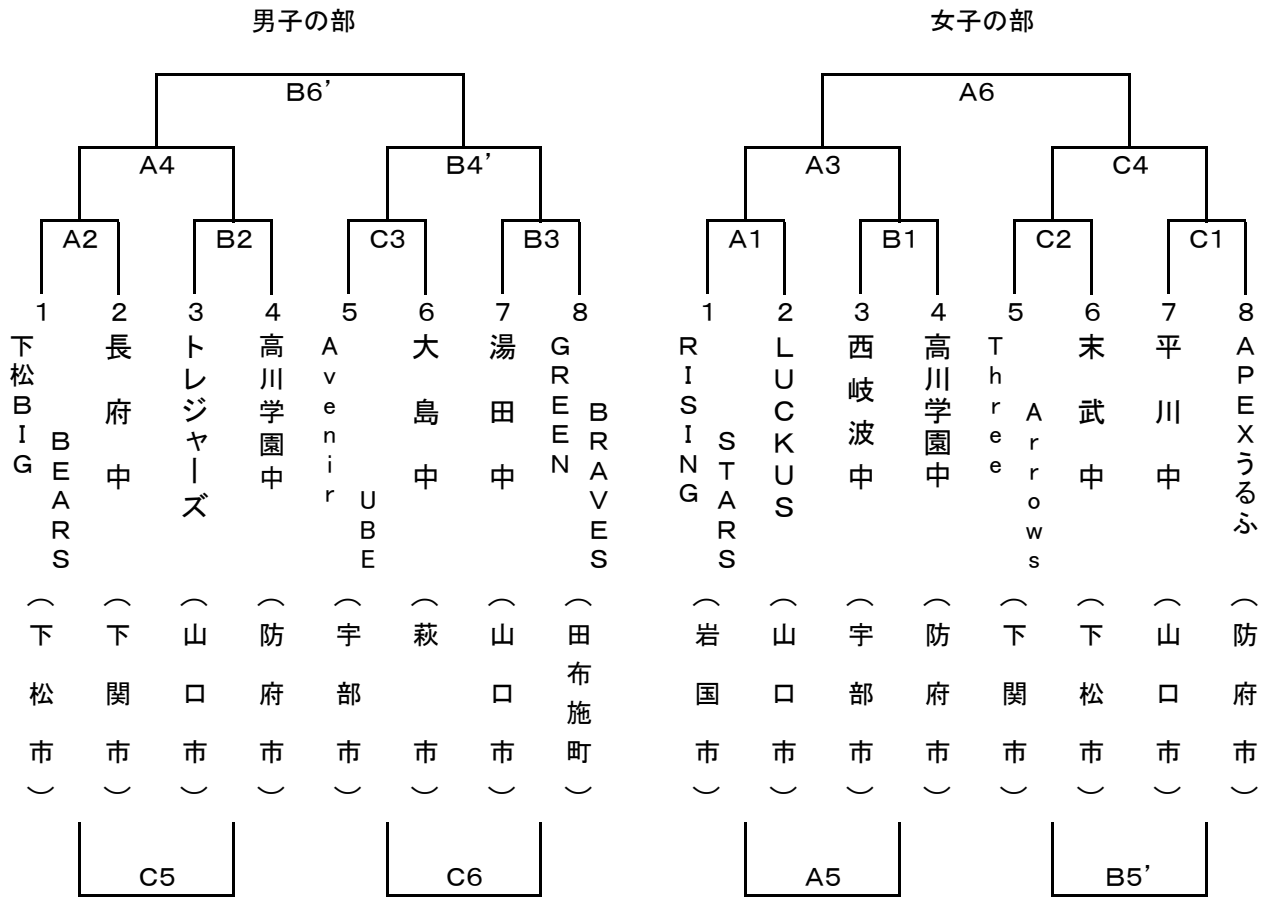 男子の部
B6’
A4
B4’
A2
B2
C3
B3
1
2
3
4
5
6
7
8
下松BIG
BEARS
長府中
トレジャーズ
高川学園中
Avenir
UBE
大島中
湯田中
GREEN
BRAVES
（下松市）
（下関市）
（山口市）
（防府市）
（宇部市）
（萩市）
（山口市）
（田布施町）
C5
C6
女子の部
A6
A3
C4
A1
B1
C2
C1
1
2
3
4
5
6
7
8
RISING
STARS
LUCKUS
西岐波中
高川学園中
Three
Arrows
末武中
平川中
APEXうるふ
（岩国市）
（山口市）
（宇部市）
（防府市）
（下関市）
（下松市）
（山口市）
（防府市）
A5
B5’